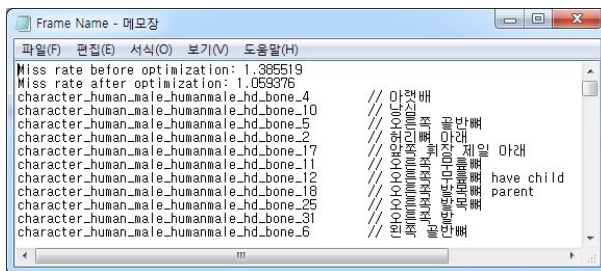 Frame Name - 메모장
파일(F) 편집(E) 서식(O) 보기(V) 도움말(H)
Miss rate before optimization: 1.385519
Miss rate after optimization: 1.059376
character_human_male_humanmale_hd_bone_4 // 아랫배
character_human_male_humanmale_hd_bone_10 // 낭심
character_human_male_humanmale_hd_bone_5 // 오른쪽 골반뼈
character_human_male_humanmale_hd_bone_2 // 허리뼈 아래
character_human_male_humanmale_hd_bone_17 // 앞쪽 휘장 제일 아래
character_human_male_humanmale_hd_bone_11 // 오른쪽 무릎뼈
character_human_male_humanmale_hd_bone_12 // 오른쪽 무릎뼈 have child
character_human_male_humanmale_hd_bone_18 // 오른쪽 발목뼈 parent
character_human_male_humanmale_hd_bone_25 // 오른쪽 발목뼈
character_human_male_humanmale_hd_bone_31 // 오른쪽 발
character_human_male_humanmale_hd_bone_6 // 왼쪽 골반뼈